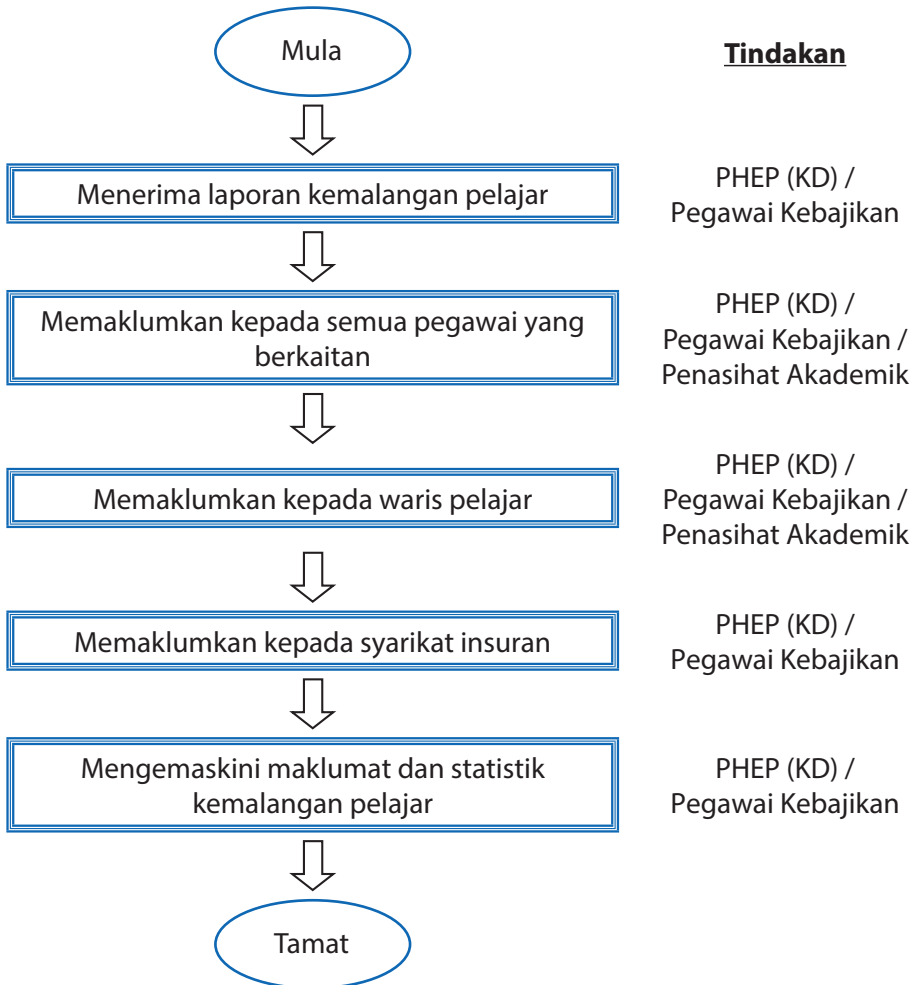 Mula
Tindakan
Menerima laporan kemalangan pelajar
PHEP (KD) /
Pegawai Kebajikan
Memaklumkan kepada semua pegawai yang
berkaitan
PHEP (KD) /
Pegawai Kebajikan /
Penasihat Akademik
Memaklumkan kepada waris pelajar
PHEP (KD) /
Pegawai Kebajikan /
Penasihat Akademik
Memaklumkan kepada syarikat insuran
PHEP (KD) /
Pegawai Kebajikan
Mengemaskini maklumat dan statistik
kemalangan pelajar
PHEP (KD) /
Pegawai Kebajikan
Tamat